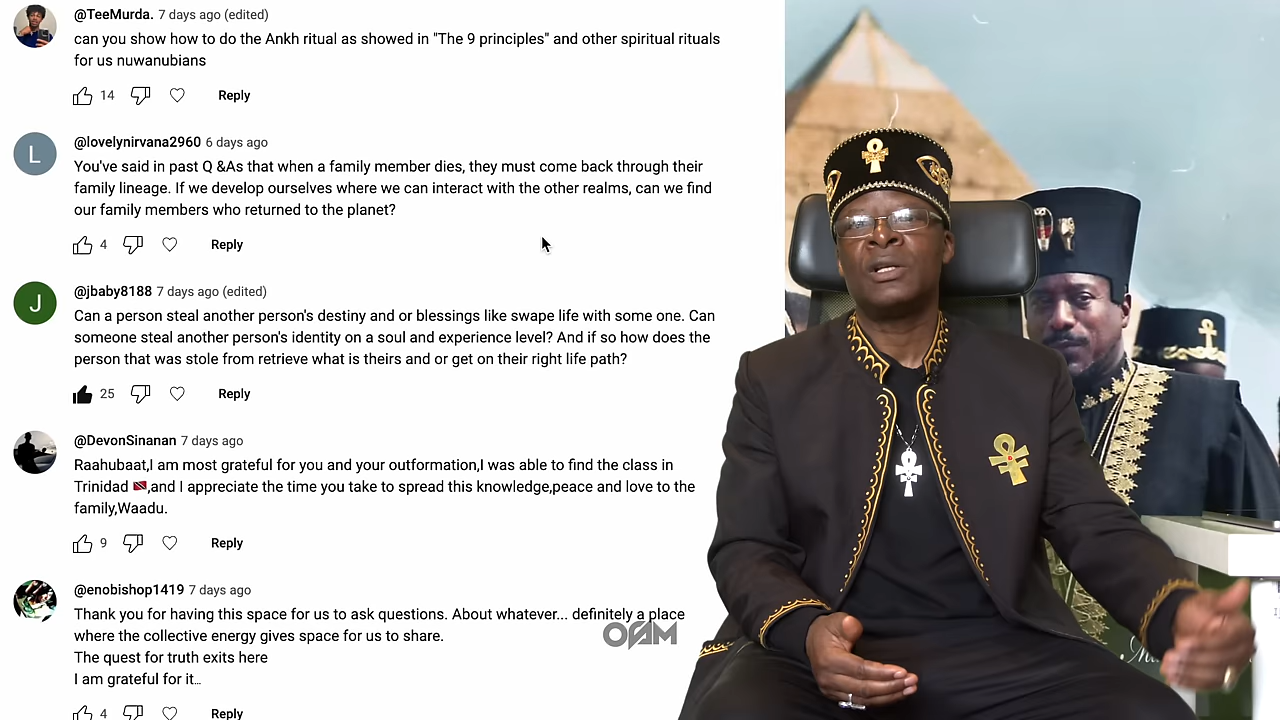 @TeeMurda. 7 days ago (edited)
can you show how to do the Ankh ritual as showed in "The 9 principles" and other spiritual rituals
for us nuwanubians
14 Reply
L
@lovelynirvana2960 6 days ago
You've said in past Q &As that when a family member dies, they must come back through their
family lineage. If we develop ourselves where we can interact with the other realms, can we find
our family members who returned to the planet?
4 Reply
J
@jbaby8188 7 days ago (edited)
Can a person steal another person's destiny and or blessings like swape life with some one. Can
someone steal another person's identity on a soul and experience level? And if so how does the
person that was stole from retrieve what is theirs and or get on their right life path?
25 Reply
@DevonSinanan 7 days ago
Raahubaat,I am most grateful for you and your outformation,I was able to find the class in
Trinidad 🇹🇹,and I appreciate the time you take to spread this knowledge,peace and love to the
family,Waadu.
9 Reply
@enobishop1419 7 days ago
Thank you for having this space for us to ask questions. About whatever... definitely a place
where the collective energy gives space for us to share.
The quest for truth exits here
I am grateful for it...
4 Reply